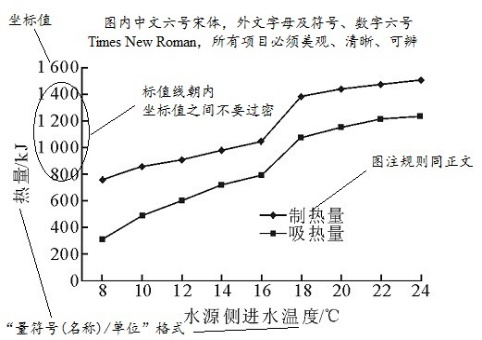 坐标值
图内中文六号宋体，外文字母及符号、数字六号
Times New Roman，所有项目必须美观、清晰、可辨
1 600
1 400
1 200
1 000
800
600
400
200
0
热量/kJ
标值线朝内
坐标值之间不要过密
图注规则同正文
制热量
吸热量
8 10 12 14 16 18 20 22 24
水源侧进水温度/℃
“量符号(名称)/单位”格式